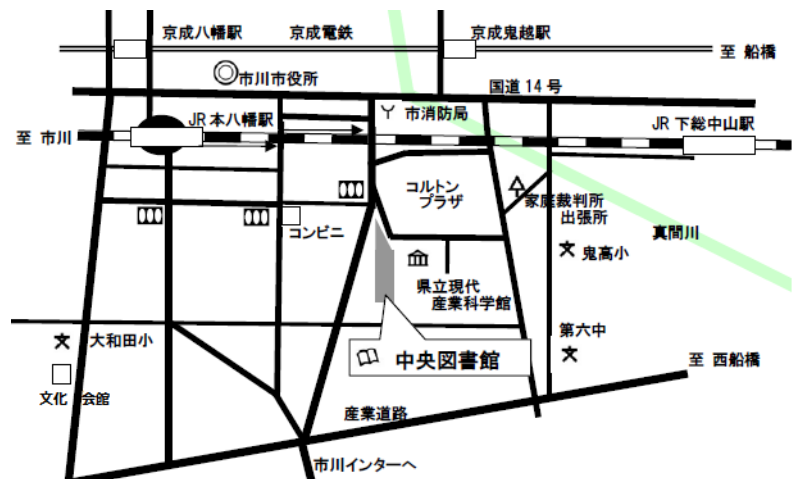 京成八幡駅
京成電鉄
京成鬼越駅
至 船橋
市川市役所
国道 14 号
JR 本八幡駅
市消防局
JR 下総中山駅
至 市川
コルトン
プラザ
家庭裁判所
出張所
コンビニ
真間川
鬼高小
県立現代
産業科学館
大和田小
第六中
中央図書館
至 西船橋
文化 会館
産業道路
市川インターへ